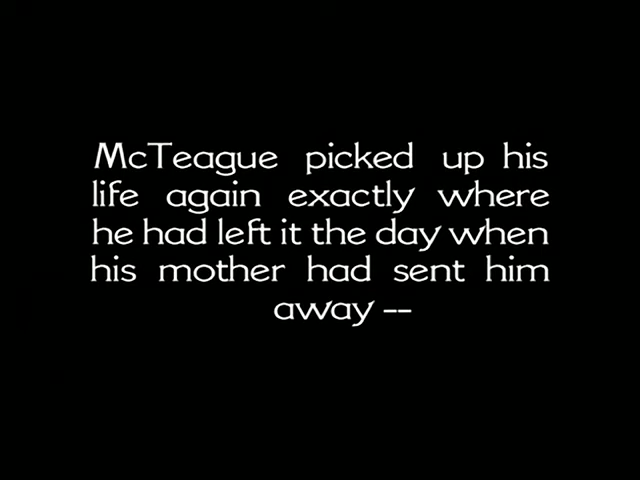 McTeague picked up his
life again exactly where
he had left it the day when
his mother had sent him
away --